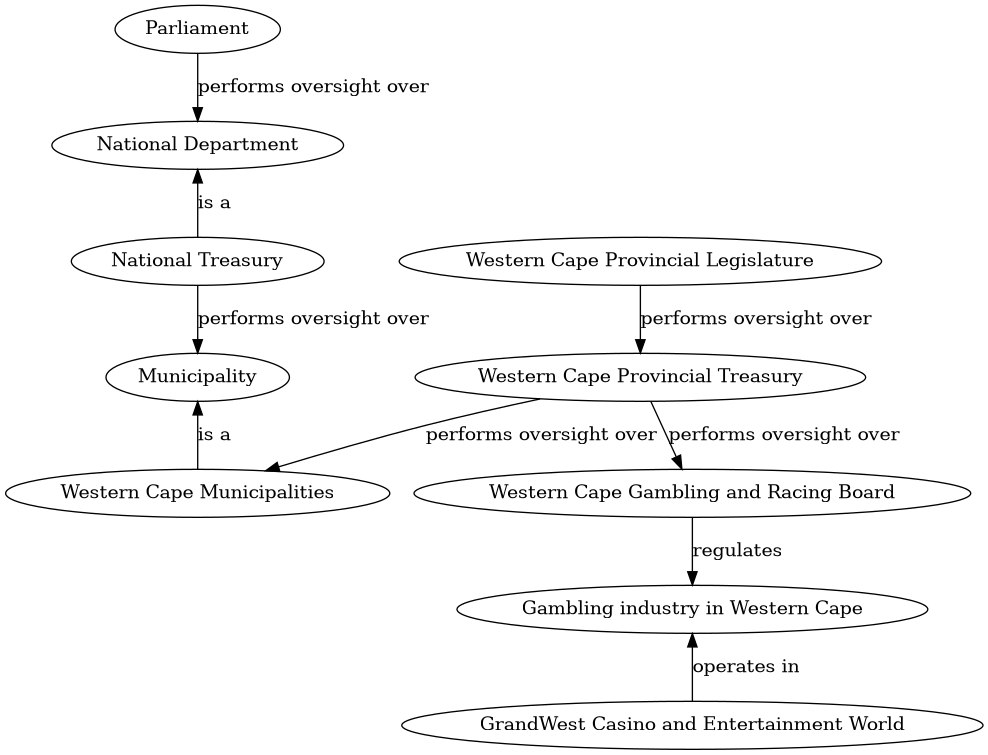 Parliament
performs oversight over
National Department
is a
National Treasury
Western Cape Provincial Legislature
performs oversight over
performs oversight over
Municipality
Western Cape Provincial Treasury
is a
performs oversight over
performs oversight over
Western Cape Municipalities
Western Cape Gambling and Racing Board
regulates
Gambling industry in Western Cape
operates in
GrandWest Casino and Entertainment World